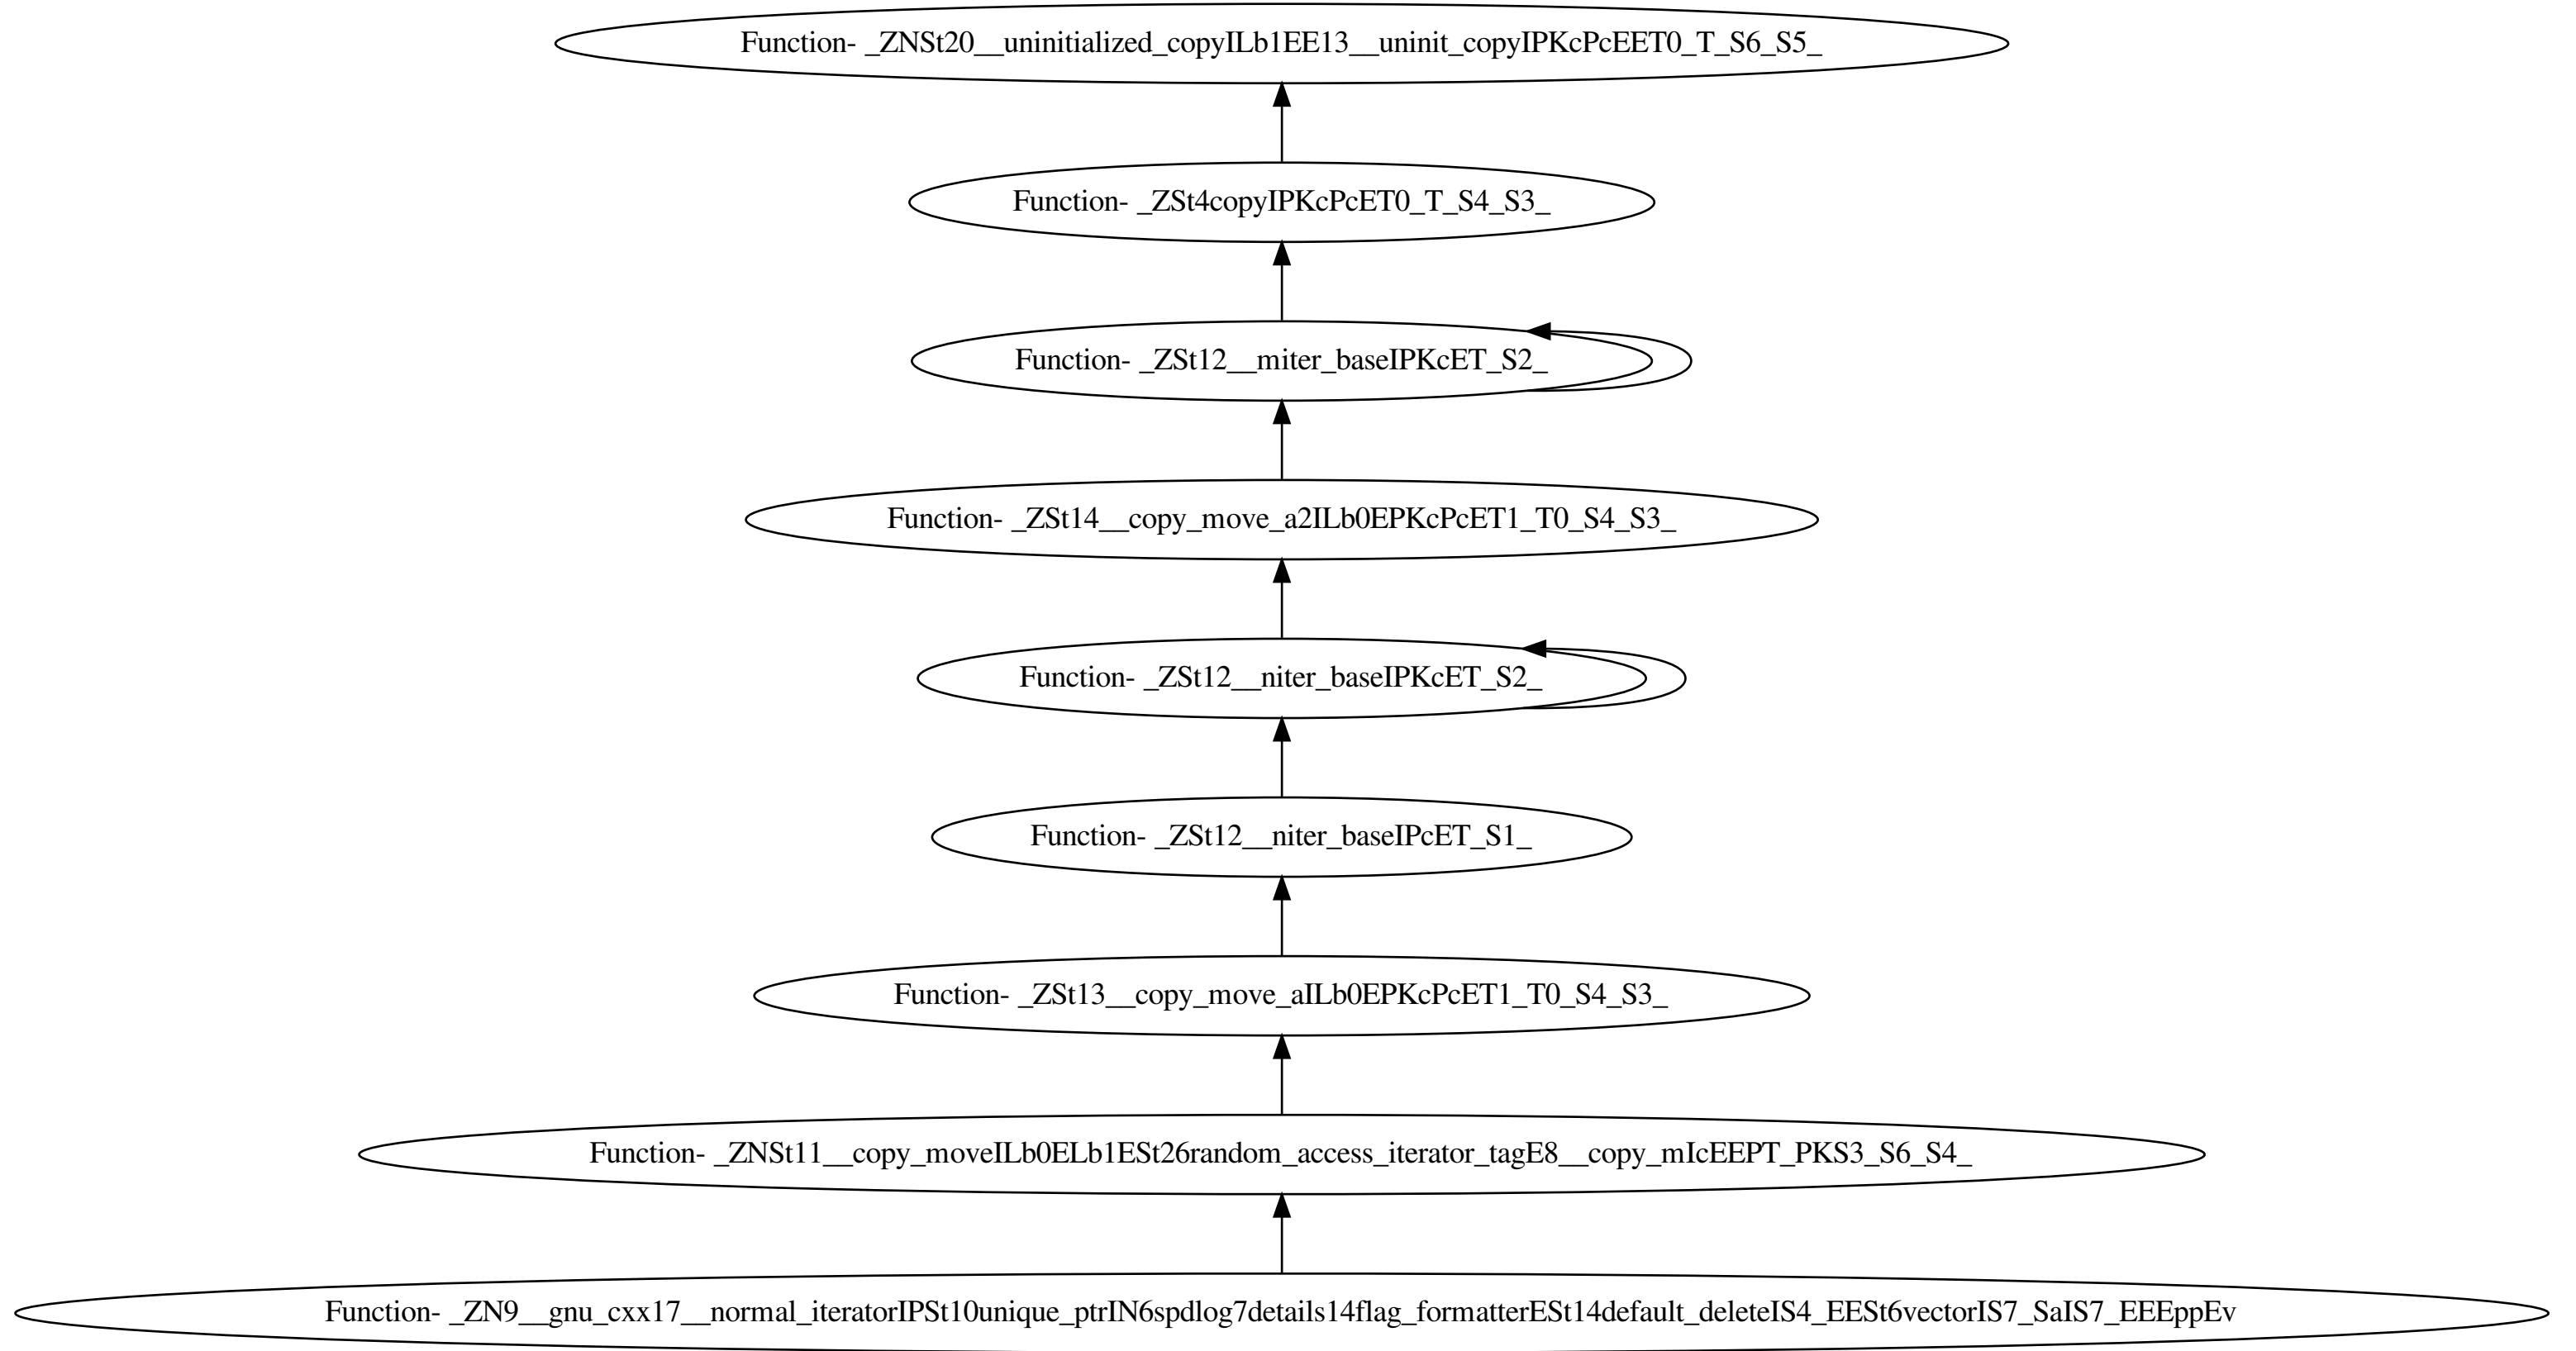 Function- _ZNSt20__uninitialized_copyILb1EE13__uninit_copyIPKcPcEET0_T_S6_S5_
Function- _ZSt4copyIPKcPcET0_T_S4_S3_
Function- _ZSt12__miter_baseIPKcET_S2_
Function- _ZSt14__copy_move_a2ILb0EPKcPcET1_T0_S4_S3_
Function- _ZSt12__niter_baseIPKcET_S2_
Function- _ZSt12__niter_baseIPcET_S1_
Function- _ZSt13__copy_move_aILb0EPKcPcET1_T0_S4_S3_
Function- _ZNSt11__copy_moveILb0ELb1ESt26random_access_iterator_tagE8__copy_mIcEEPT_PKS3_S6_S4_
Function- _ZN9__gnu_cxx17__normal_iteratorIPSt10unique_ptrIN6spdlog7details14flag_formatterESt14default_deleteIS4_EESt6vectorIS7_SaIS7_EEEppEv